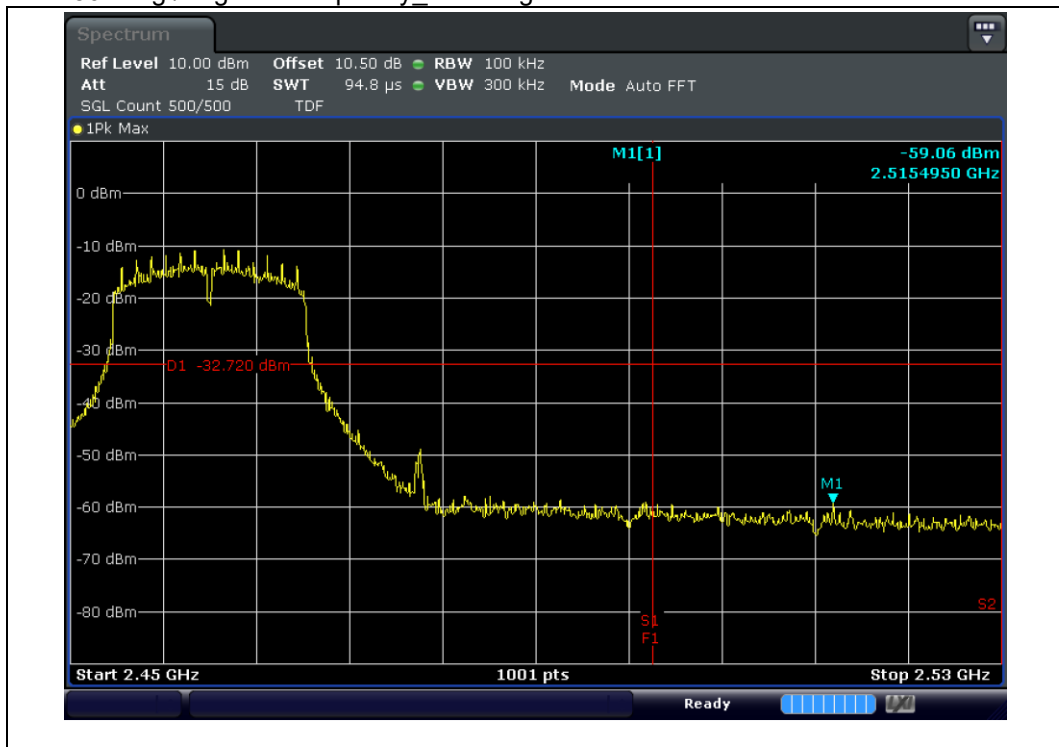 Spectrum
Ref Level 10.00 dBm Offset 10.50 dB RBW 100 kHz
Att 15 dB SWT 94.8 µs VBW 300 kHz Mode Auto FFT
SGL Count 500/500 TDF
1Pk Max
M1[1] -59.06 dBm
2.5154950 GHz
0 dBm
-10 dBm
-20 dBm
-30 dBm
D1 -32.720 dBm
-40 dBm
-50 dBm
M1
-60 dBm
-70 dBm
-80 dBm
S2
S1
F1
Start 2.45 GHz 1001 pts Stop 2.53 GHz
Ready